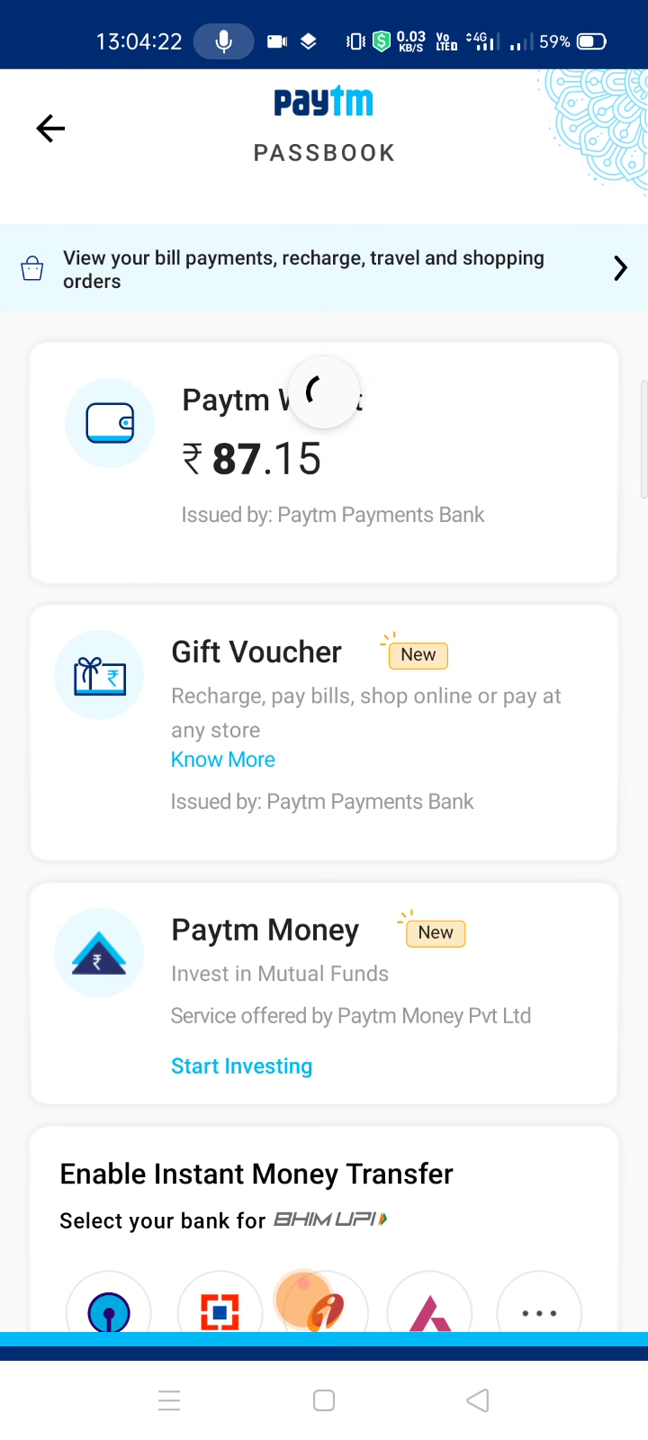 13:04:22
0.03 KB/S
Vo LTED
4G
59%
paytm
PASSBOOK
View your bill payments, recharge, travel and shopping
orders
Paytm
₹ 87.15
Issued by: Paytm Payments Bank
Gift Voucher
New
Recharge, pay bills, shop online or pay at
any store
Know More
Issued by: Paytm Payments Bank
Paytm Money
New
Invest in Mutual Funds
Service offered by Paytm Money Pvt Ltd
Start Investing
Enable Instant Money Transfer
Select your bank for BHIM UPI